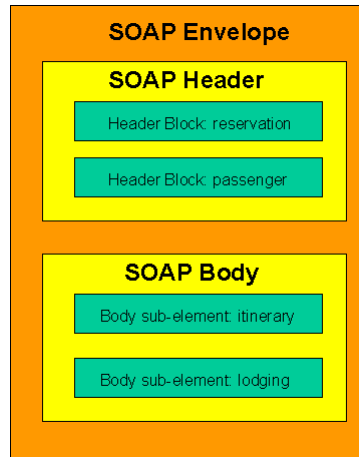 SOAP Envelope
SOAP Header
Header Block: reservation
Header Block: passenger
SOAP Body
Body sub-element: itinerary
Body sub-element: lodging